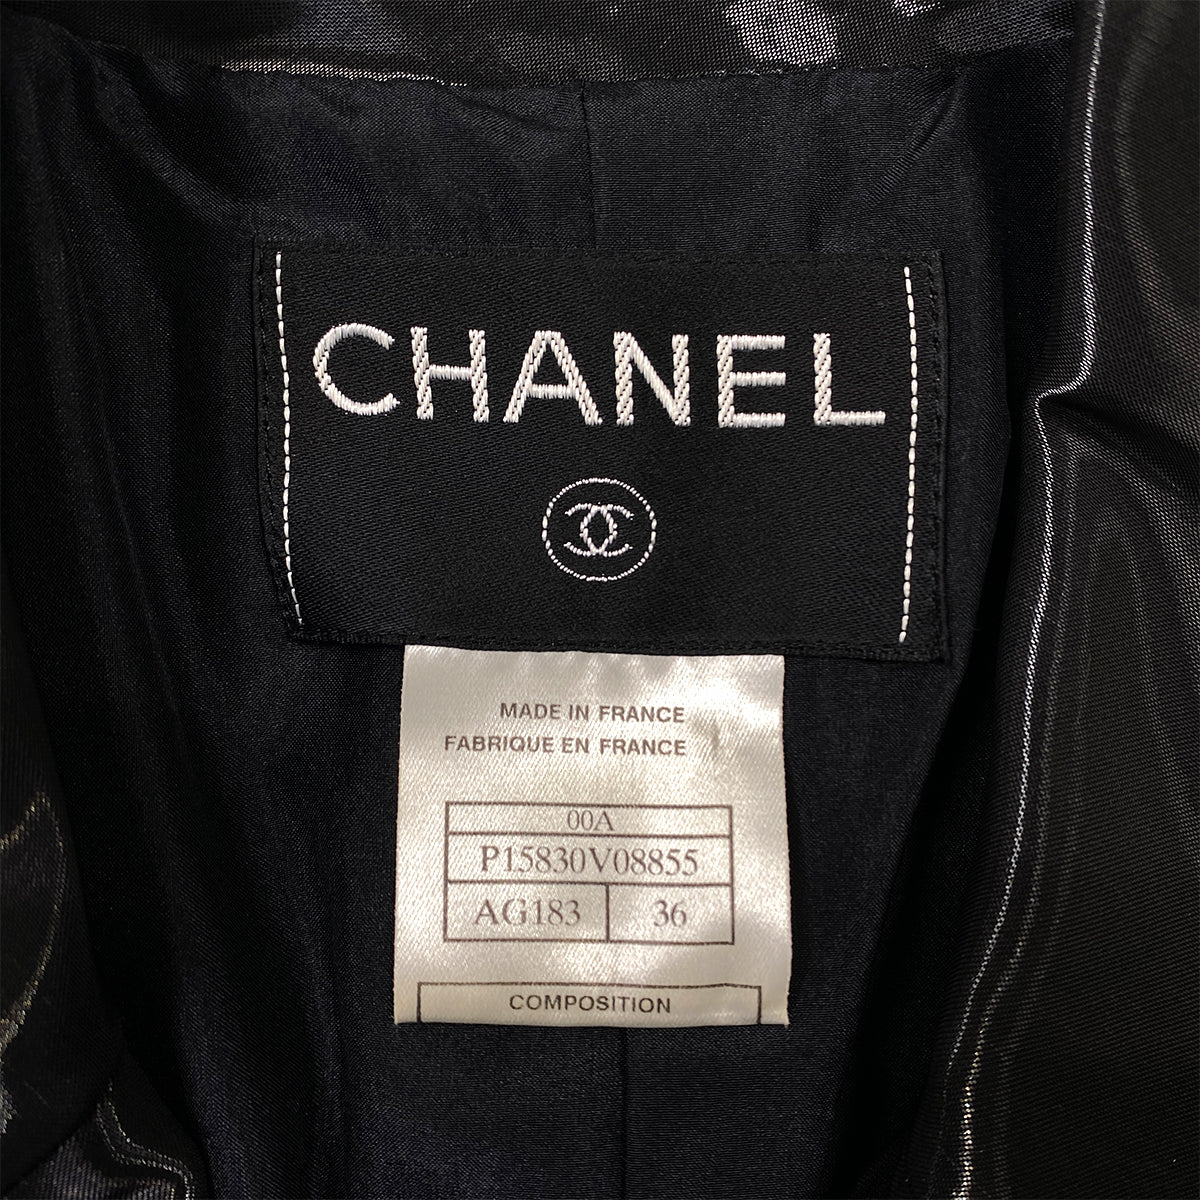 CHANEL
MADE IN FRANCE
FABRIQUE EN FRANCE
00A
P15830V08855
AG183 36
COMPOSITION